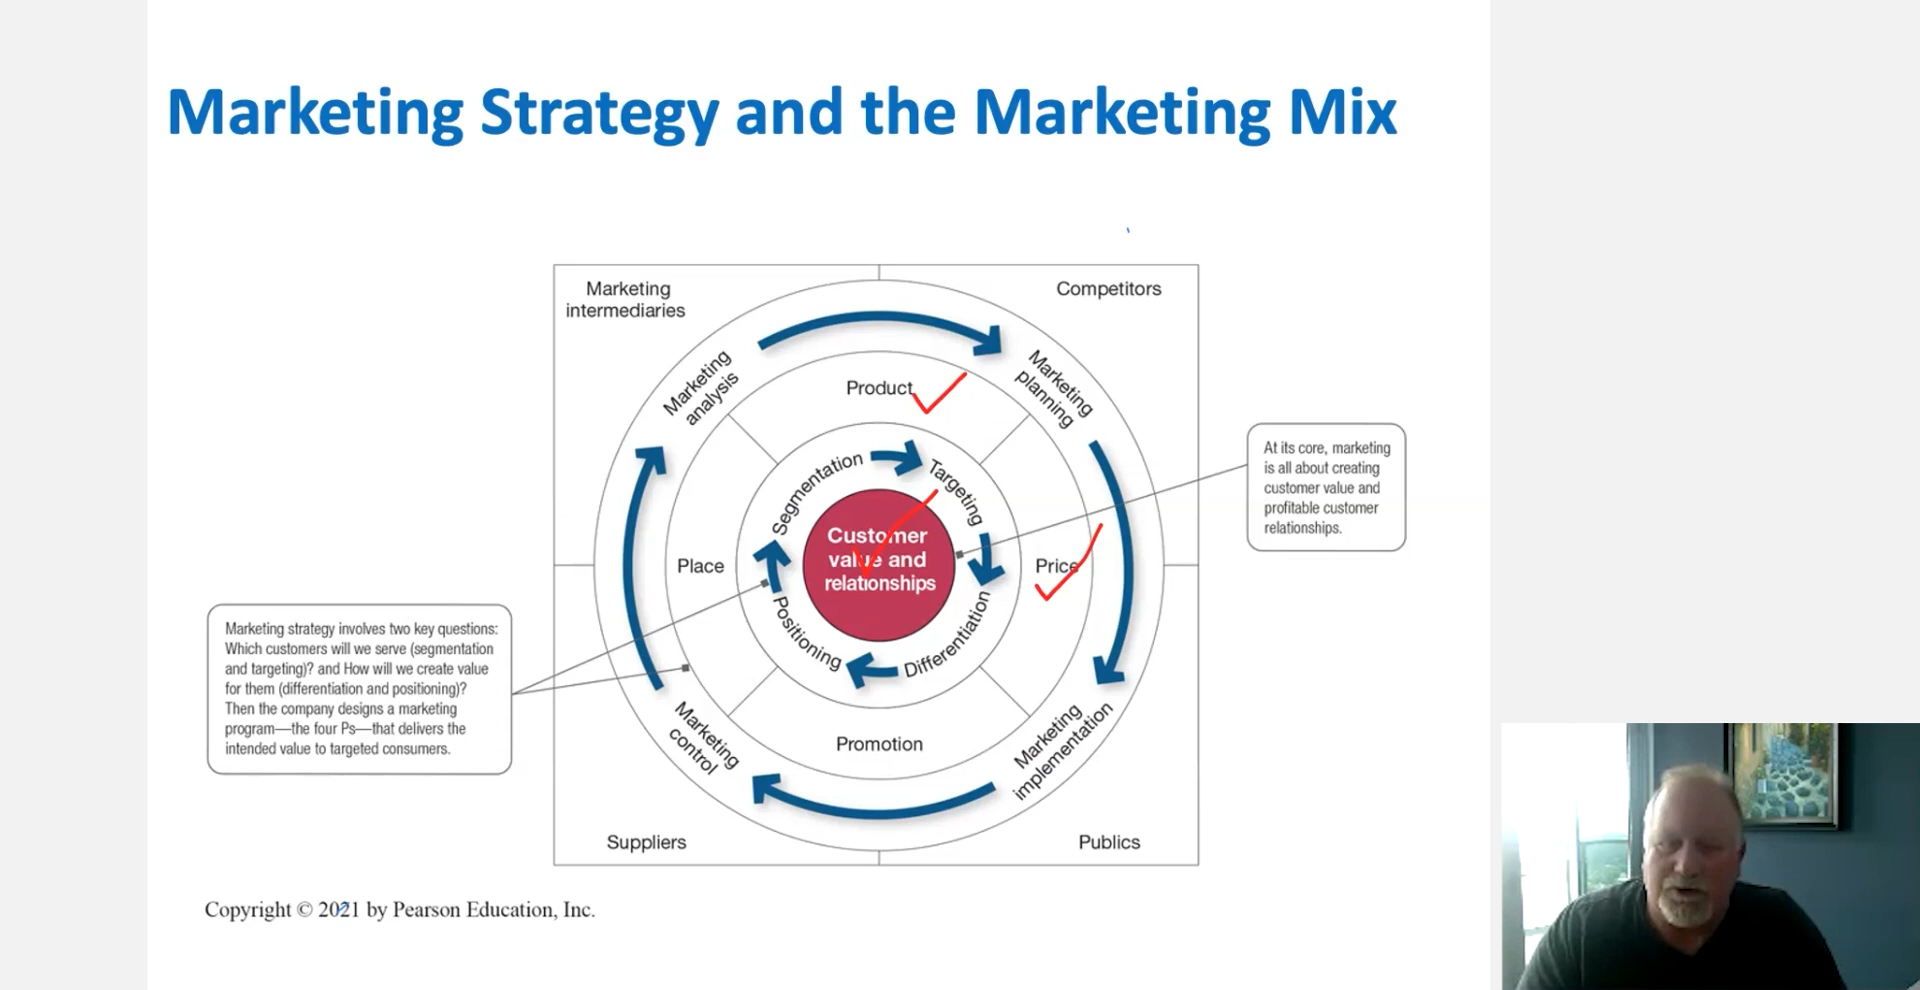 Marketing Strategy and the Marketing Mix
Marketing
intermediaries
Competitors
Marketing
analysis
Marketing
planning
Product
Segmentation
Targeting
At its core, marketing
is all about creating
customer value and
profitable customer
relationships.
Customer
value and
relationships
Place
Price
Positioning
Differentiation
Marketing strategy involves two key questions:
Which customers will we serve (segmentation
and targeting)? and How will we create value
for them (differentiation and positioning)?
Then the company designs a marketing
program—the four Ps—that delivers the
intended value to targeted consumers.
Marketing
control
Promotion
Marketing
implementation
Suppliers
Publics
Copyright © 2021 by Pearson Education, Inc.